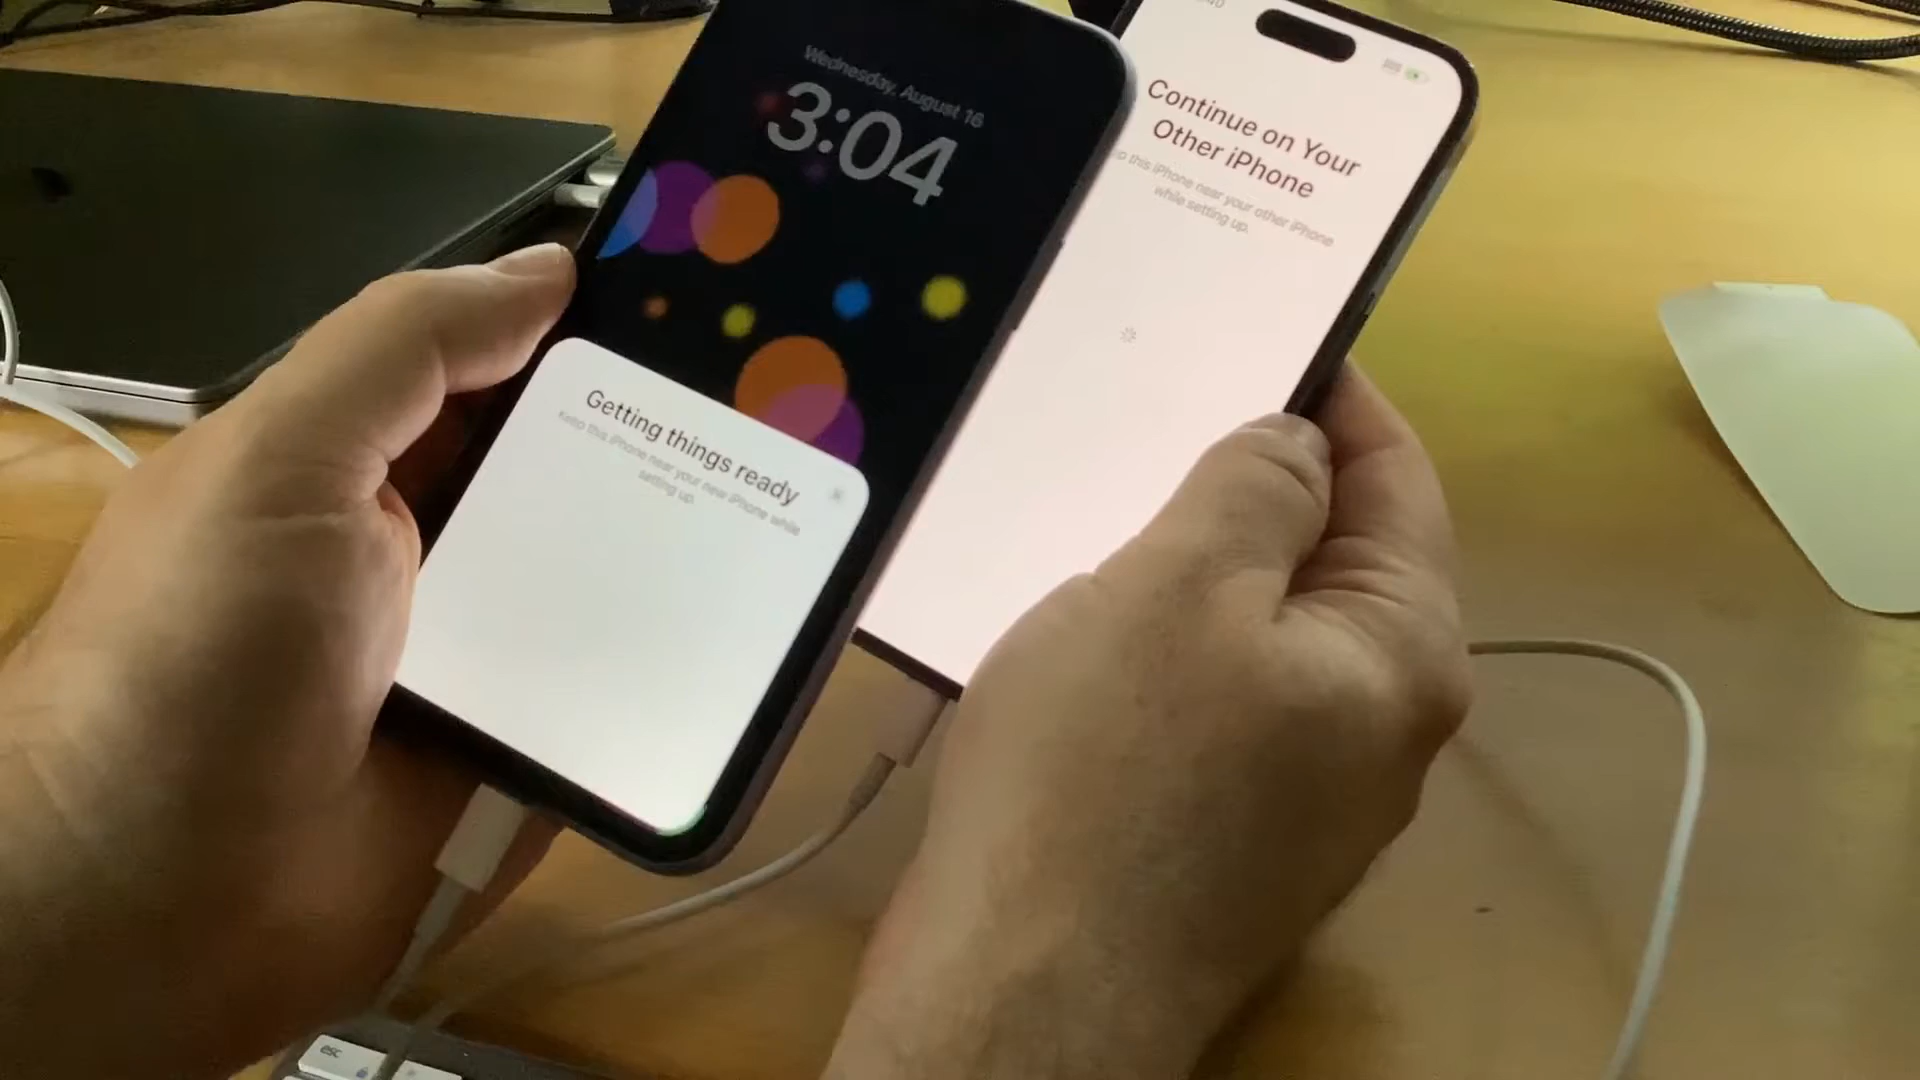 Wednesday, August 16
3:04
Getting things ready
Keep this iPhone near your new iPhone while
setting up.
Continue on Your
Other iPhone
this iPhone near your other iPhone
while setting up.
esc